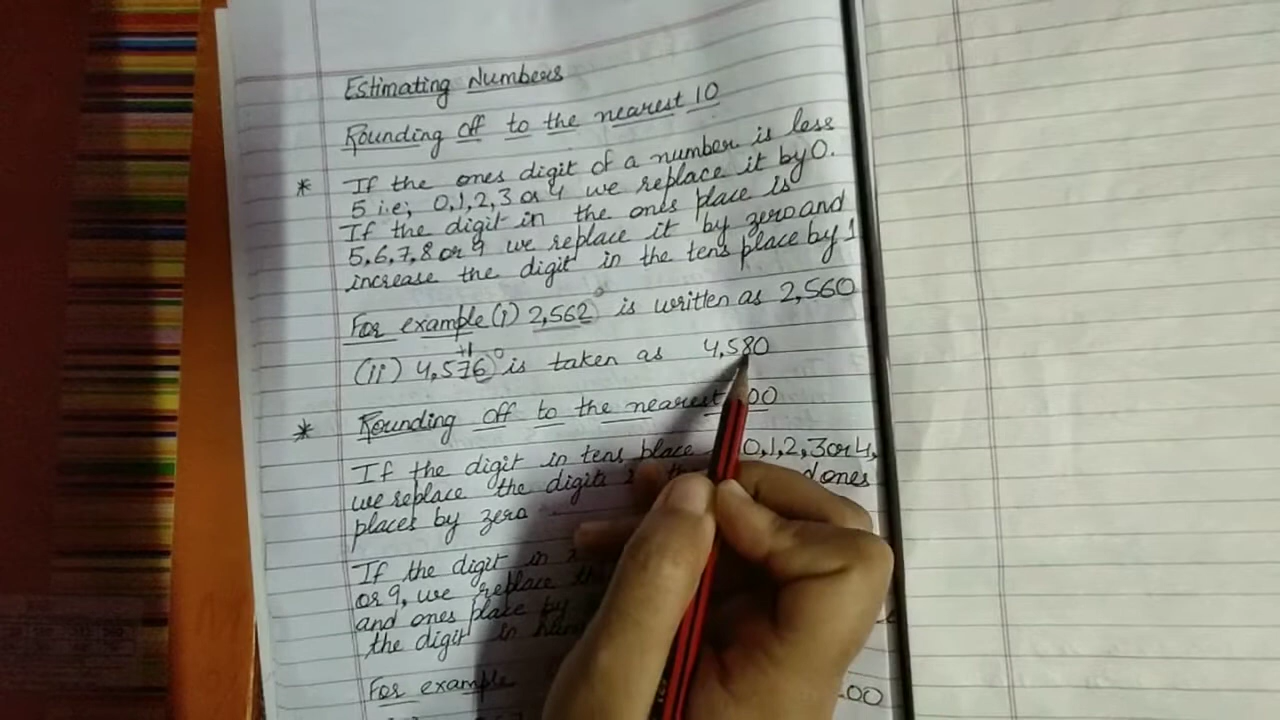 Estimating Numbers
Rounding off to the nearest 10
* If the ones digit of a number is less
5 i.e; 0,1,2,3 or 4 we replace it by 0.
If the digit in the ones place is
5,6,7,8 or 9 we replace it by zero and
increase the digit in the tens place by 1
For example (i) 2,562 0 is written as 2,560
+1
(ii) 4,576 0 is taken as 4,580
* Rounding off to the nearest 00
If the digit in tens place 0,1,2,3 or 4,
we replace the digits ones
places by zero
If the digit in
or 9, we replace
and ones place by
the digit in
For example 00